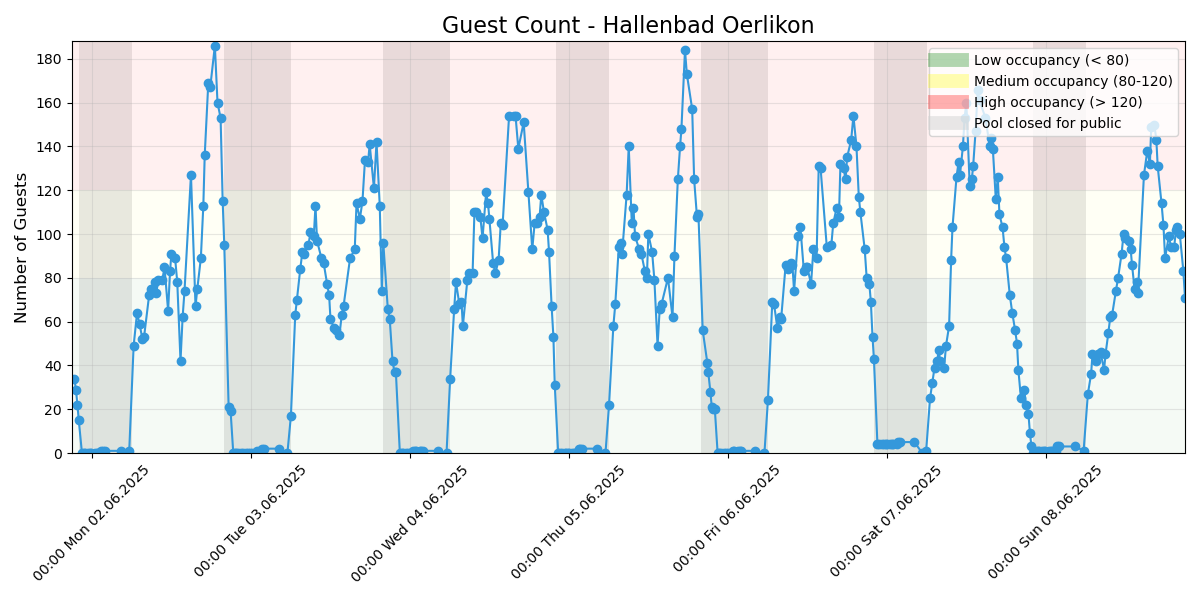 Guest Count - Hallenbad Oerlikon
Number of Guests
180
160
140
120
100
80
60
40
20
0
Low occupancy (< 80)
Medium occupancy (80-120)
High occupancy (> 120)
Pool closed for public
00:00 Mon 02.06.2025
00:00 Tue 03.06.2025
00:00 Wed 04.06.2025
00:00 Thu 05.06.2025
00:00 Fri 06.06.2025
00:00 Sat 07.06.2025
00:00 Sun 08.06.2025